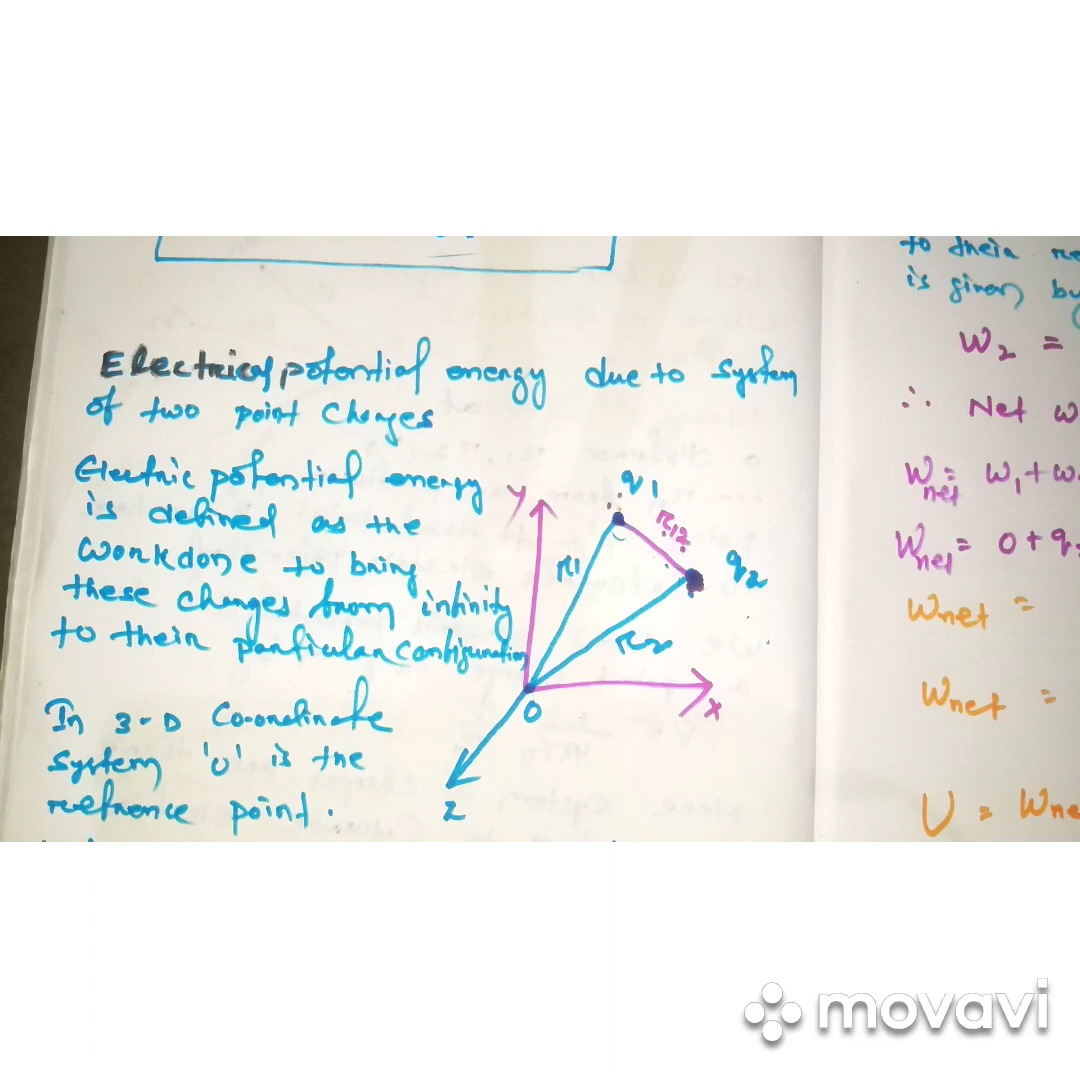 Electrical potential energy due to system
of two point charges
Electric potential energy
is defined as the
workdone to bring
these charges from infinity
to their particular configuration
In 3-D Co-ordinate
system 'O' is the
refrence point.
Y
q1
r12
r1
q2
r2
O
X
Z
to their
is given by
W2 =
∴ Net w
Wnet = W1 + W
Wnet = 0 + q
Wnet =
Wnet =
U = Wne
movavi